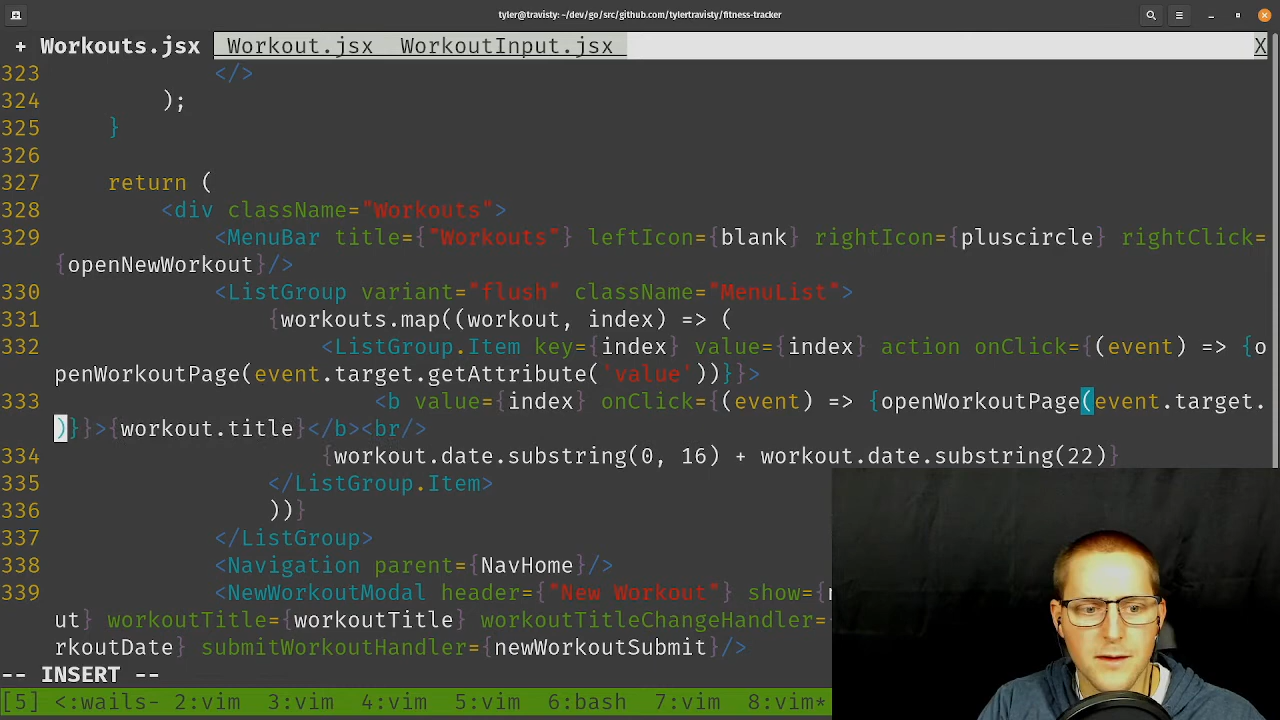 tyler@travisty:~/dev/go/src/github.com/tylertravisty/fitness-tracker
+ Workouts.jsx  Workout.jsx  WorkoutInput.jsx X
323 </>
324 );
325 }
326
327 return (
328 <div className="Workouts">
329 <MenuBar title={"Workouts"} leftIcon={blank} rightIcon={pluscircle} rightClick=
{openNewWorkout}/>
330 <ListGroup variant="flush" className="MenuList">
331 {workouts.map((workout, index) => (
332 <ListGroup.Item key={index} value={index} action onClick={(event) => {o
penWorkoutPage(event.target.getAttribute('value'))}}>
333 <b value={index} onClick={(event) => {openWorkoutPage(event.target.
)}}>{workout.title}</b><br/>
334 {workout.date.substring(0, 16) + workout.date.substring(22)}
335 </ListGroup.Item>
336 ))}
337 </ListGroup>
338 <Navigation parent={NavHome}/>
339 <NewWorkoutModal header={"New Workout"} show={
ut} workoutTitle={workoutTitle} workoutTitleChangeHandler=
rkoutDate} submitWorkoutHandler={newWorkoutSubmit}/>
-- INSERT --
[5] <:wails- 2:vim 3:vim 4:vim 5:vim 6:bash 7:vim 8:vim*